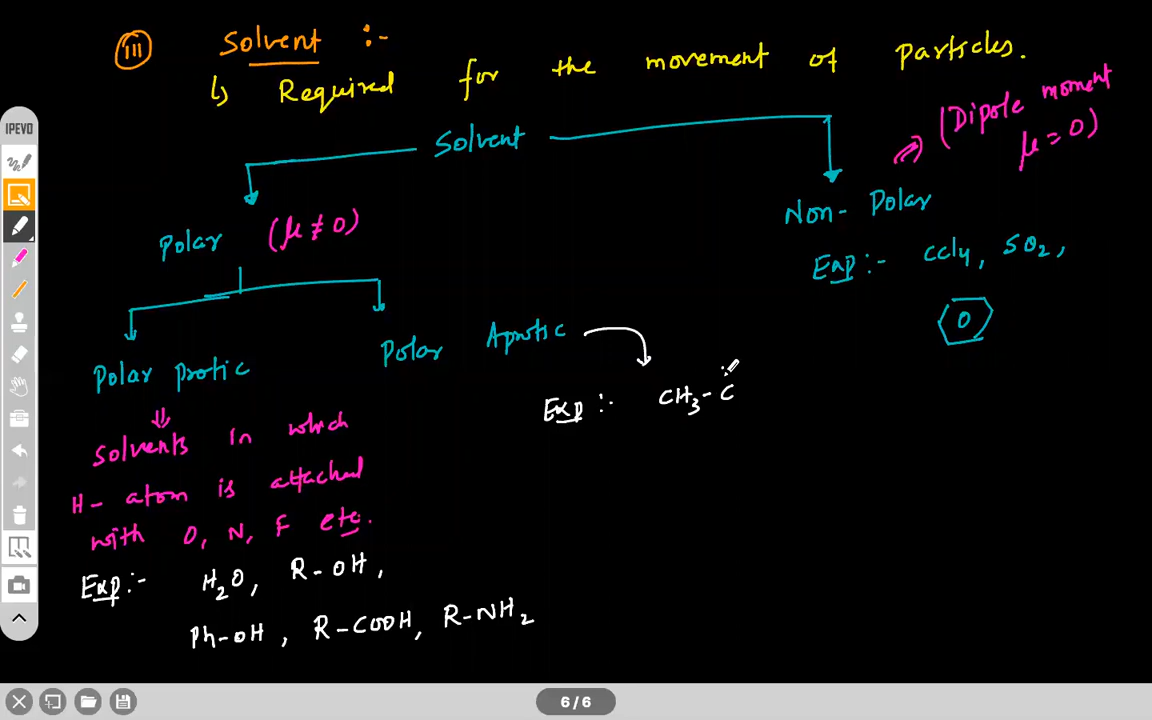 (iii) Solvent :-
↳ Required for the movement of Particles.
Solvent
(Dipole moment
μ = 0)
Polar (μ ≠ 0)
Non-Polar
Exp :- CCl4, SO2,
Polar protic
Polar Aprotic
Exp :- CH3-C
Solvents in which
H- atom is attached
with O, N, F etc.
Exp :- H2O, R-OH,
Ph-OH, R-COOH, R-NH2
IPEVO
6/6